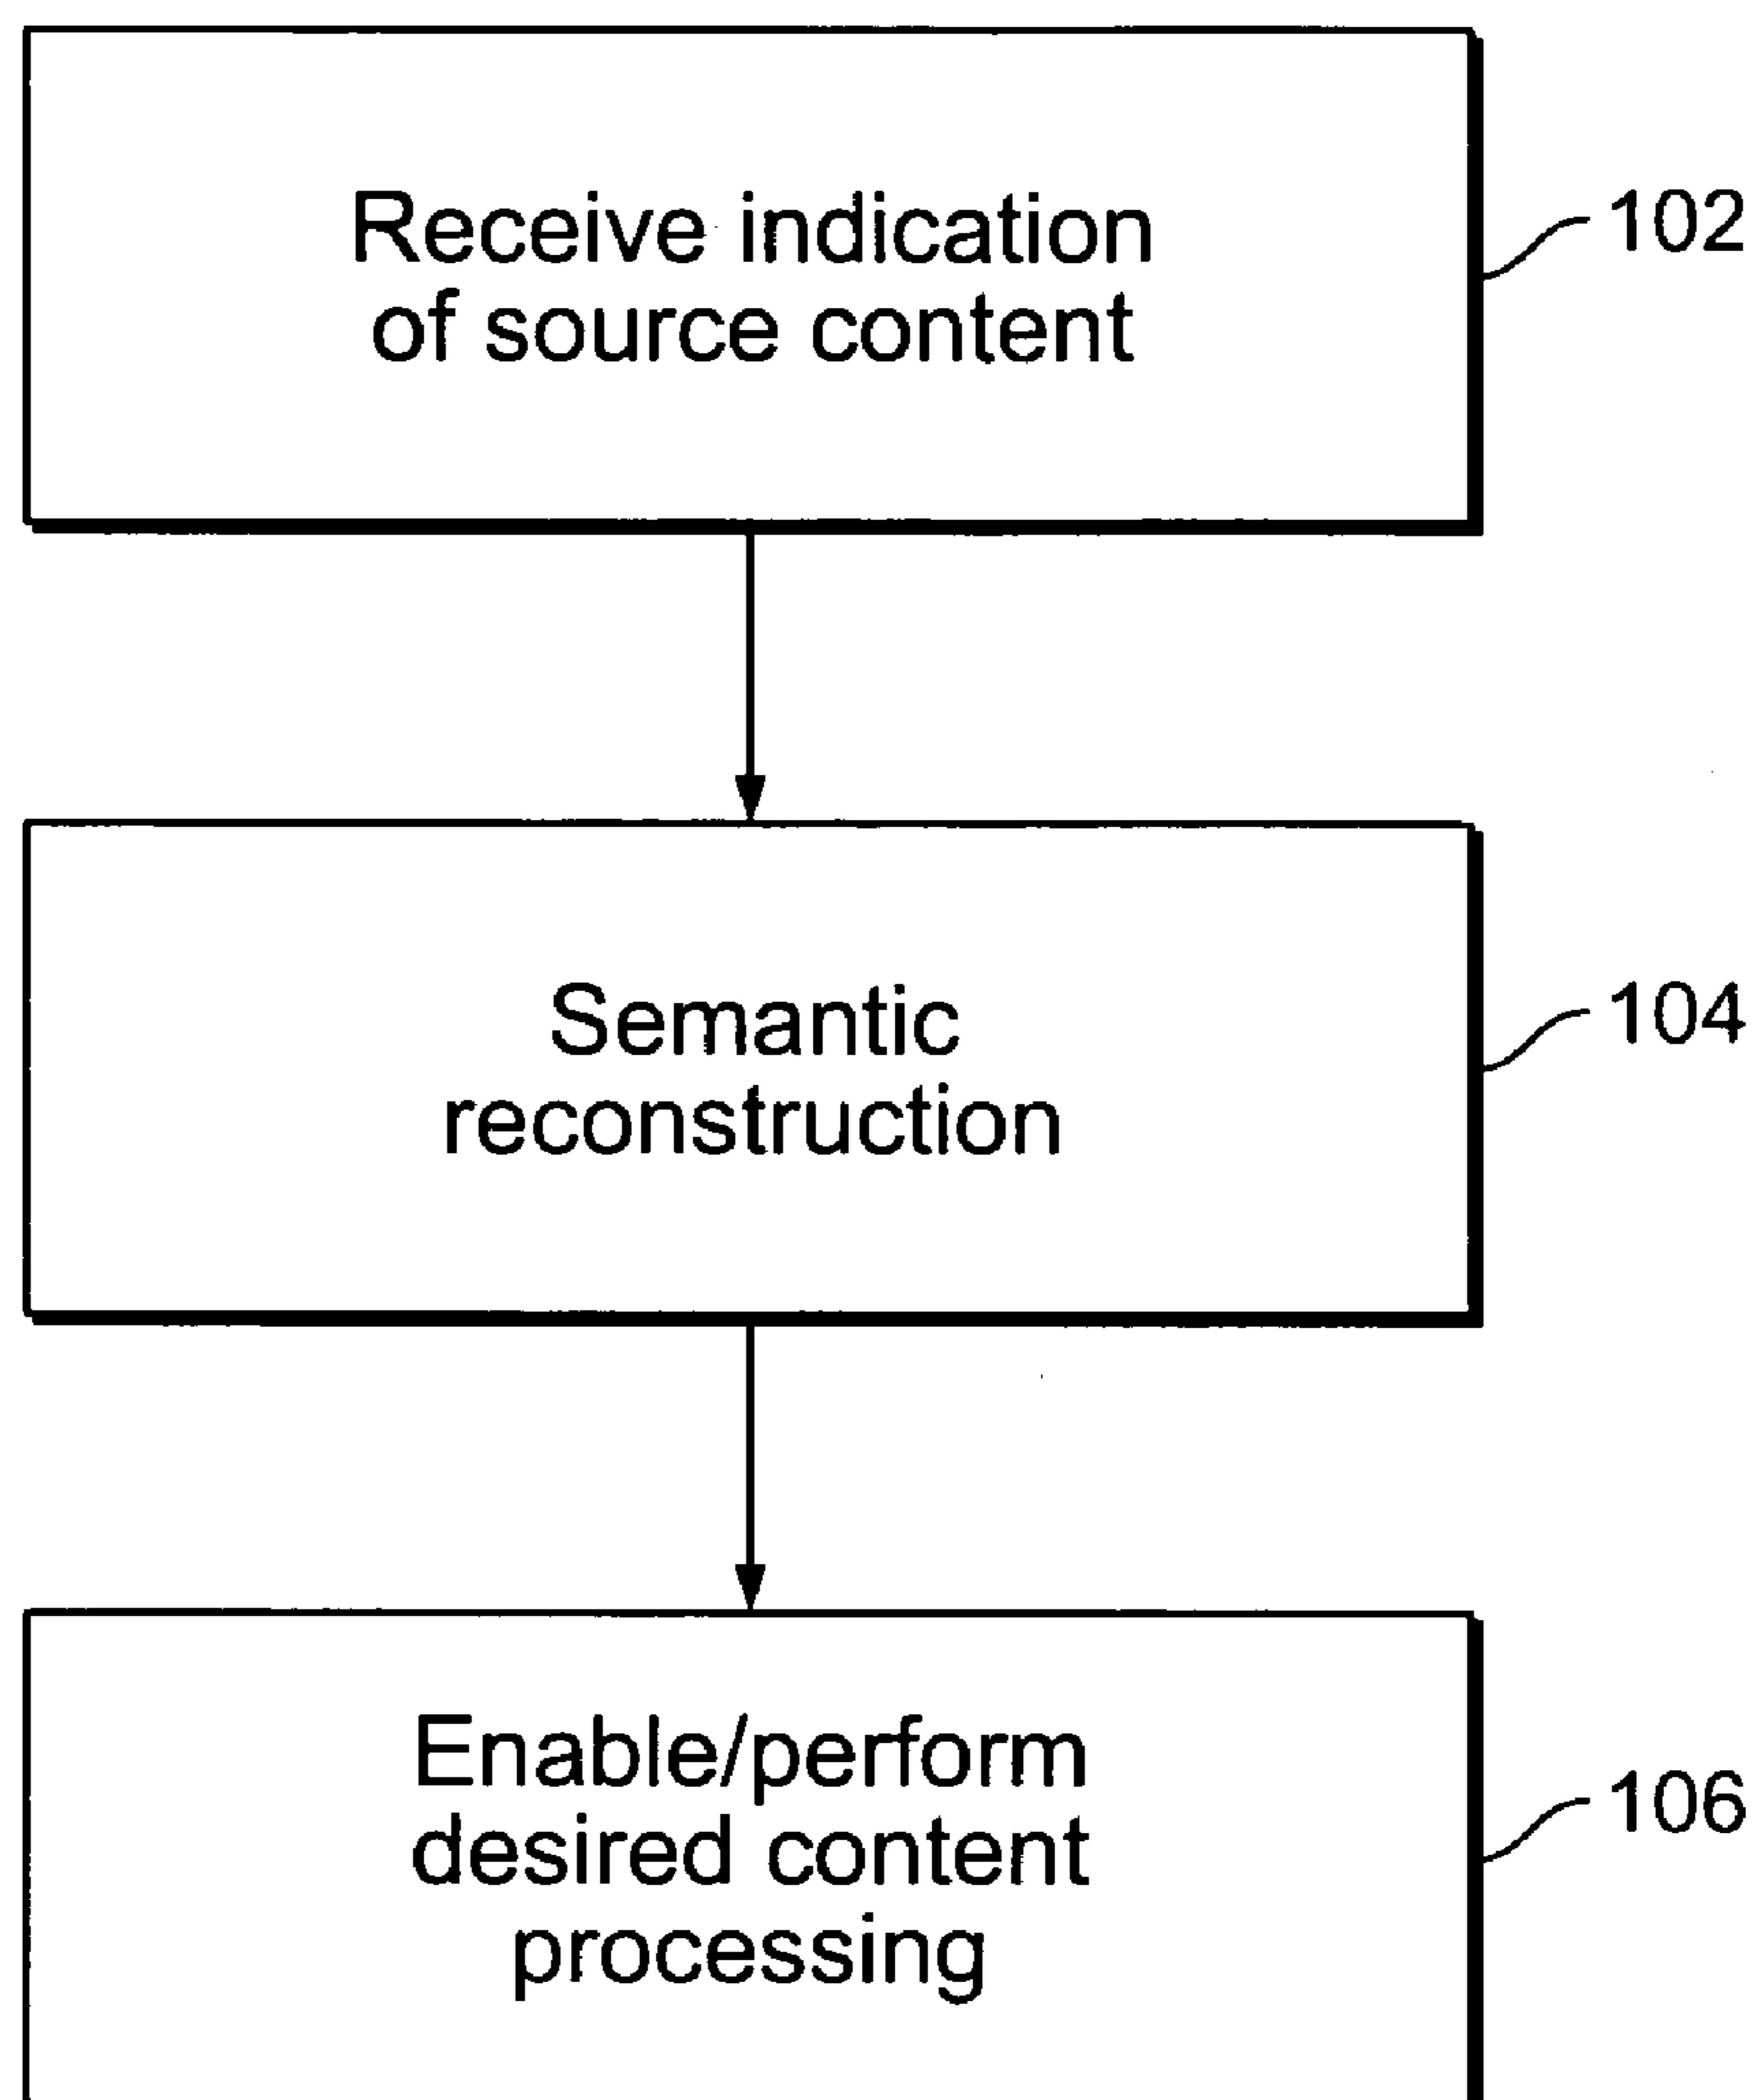 Receive indication
of source content
102
Semantic
reconstruction
104
Enable/perform
desired content
processing
106